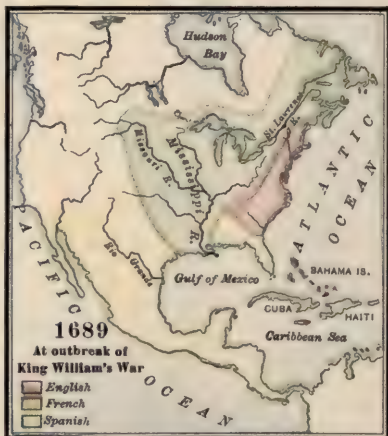 Hudson
Bay
St. Lawrence R.
Missouri R.
Mississippi
R.
ATLANTIC
OCEAN
PACIFIC
OCEAN
Rio Grande
Gulf of Mexico
BAHAMA IS.
CUBA
HAITI
Caribbean Sea
1689
At outbreak of
King William's War
English
French
Spanish